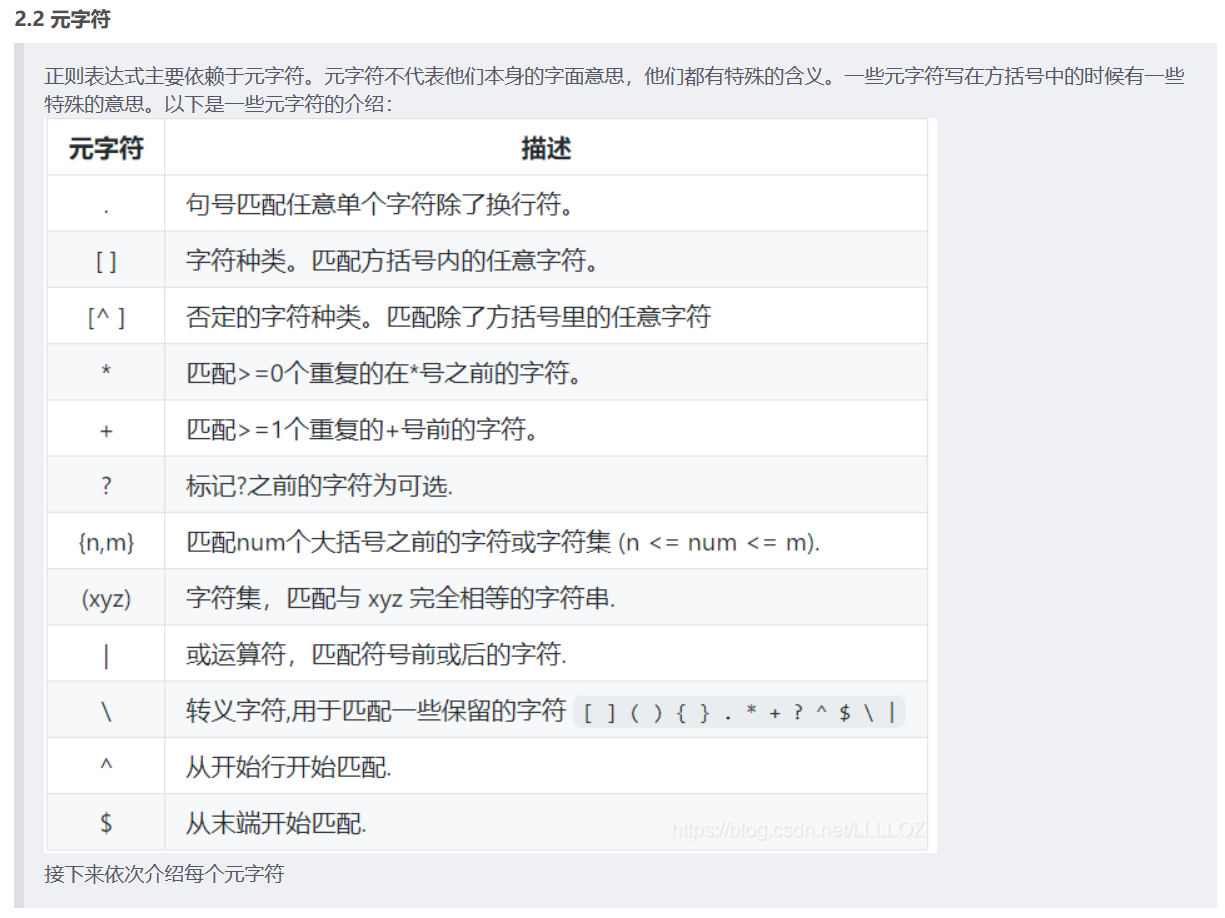 2.2 元字符
正则表达式主要依赖于元字符。元字符不代表他们本身的字面意思，他们都有特殊的含义。一些元字符写在方括号中的时候有一些
特殊的意思。以下是一些元字符的介绍：
元字符 描述
. 句号匹配任意单个字符除了换行符。
[ ] 字符种类。匹配方括号内的任意字符。
[^ ] 否定的字符种类。匹配除了方括号里的任意字符
* 匹配>=0个重复的在*号之前的字符。
+ 匹配>=1个重复的+号前的字符。
? 标记?之前的字符为可选.
{n,m} 匹配num个大括号之前的字符或字符集 (n <= num <= m).
(xyz) 字符集，匹配与 xyz 完全相等的字符串.
| 或运算符，匹配符号前或后的字符.
\ 转义字符,用于匹配一些保留的字符 [ ] ( ) { } . * + ? ^ $ \ |
^ 从开始行开始匹配.
$ 从末端开始匹配.
https://blog.csdn.net/LLLLQZ
接下来依次介绍每个元字符